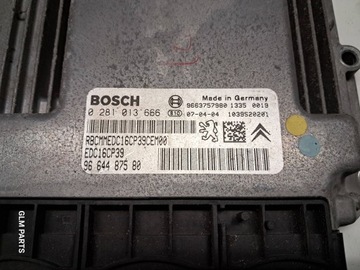 BOSCH
Made in Germany
9663757980 1335 0019
0 281 013 666
07-04-04 1039S20201
RBCMMEDC16CP39CEM00
EDC16CP39
96 644 875 80
GLM PARTS